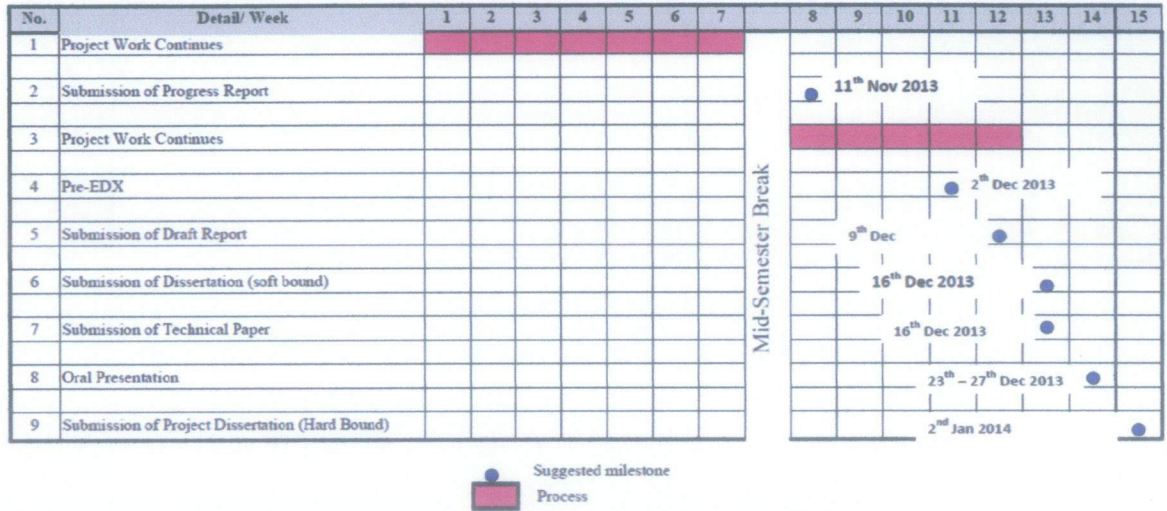 No. Detail/ Week 1 2 3 4 5 6 7 8 9 10 11 12 13 14 15
1 Project Work Continues
2 Submission of Progress Report 11th Nov 2013
3 Project Work Continues
Mid-Semester Break
4 Pre-EDX 2th Dec 2013
5 Submission of Draft Report 9th Dec
6 Submission of Dissertation (soft bound) 16th Dec 2013
7 Submission of Technical Paper 16th Dec 2013
8 Oral Presentation 23th – 27th Dec 2013
9 Submission of Project Dissertation (Hard Bound) 2nd Jan 2014
Suggested milestone
Process